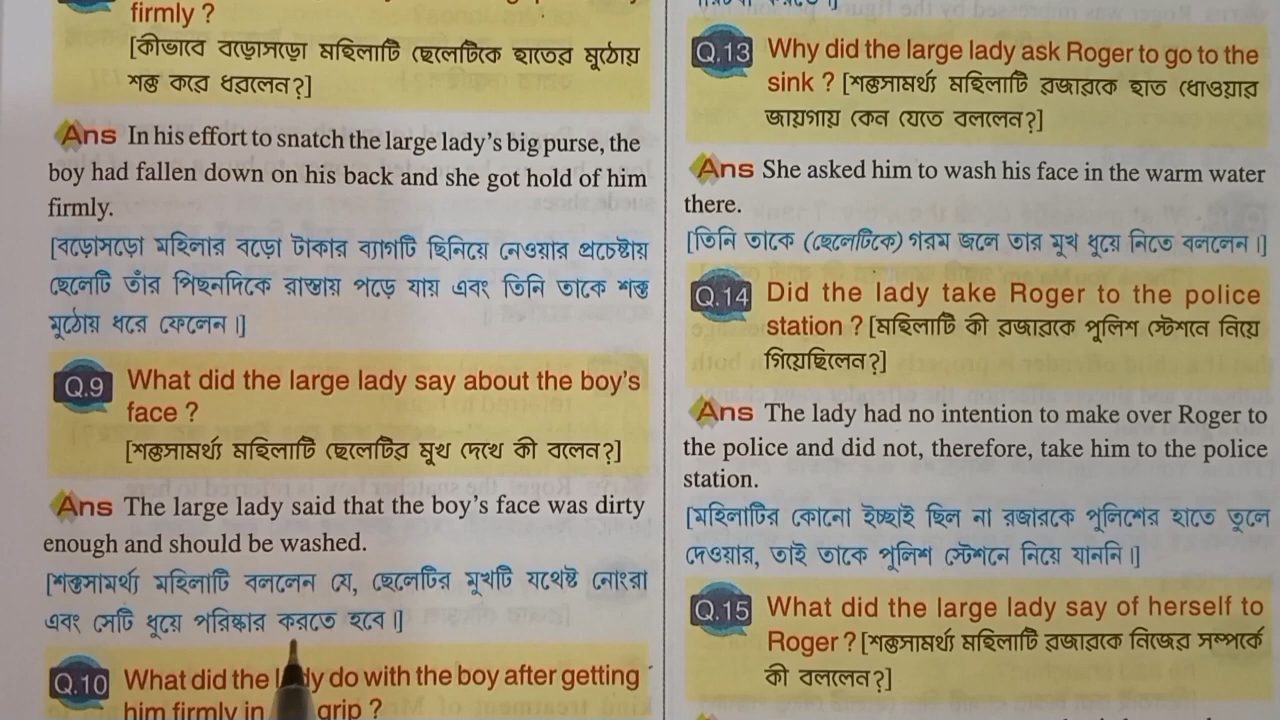 firmly ?
[কীভাবে বড়োসড়ো মহিলাটি ছেলেটিকে হাতের মুঠোয়
শক্ত করে ধরলেন?]
Ans In his effort to snatch the large lady's big purse, the
boy had fallen down on his back and she got hold of him
firmly.
[বড়োসড়ো মহিলার বড়ো টাকার ব্যাগটি ছিনিয়ে নেওয়ার প্রচেষ্টায়
ছেলেটি তাঁর পিছনদিকে রাস্তায় পড়ে যায় এবং তিনি তাকে শক্ত
মুঠোয় ধরে ফেলেন।]
Q.9 What did the large lady say about the boy's
face ?
[শক্তসামর্থ্য মহিলাটি ছেলেটির মুখ দেখে কী বলেন?]
Ans The large lady said that the boy's face was dirty
enough and should be washed.
[শক্তসামর্থ্য মহিলাটি বললেন যে, ছেলেটির মুখটি যথেষ্ট নোংরা
এবং সেটি ধুয়ে পরিষ্কার করতে হবে।]
Q.10 What did the lady do with the boy after getting
him firmly in grip ?
Q.13 Why did the large lady ask Roger to go to the
sink ? [শক্তসামর্থ্য মহিলাটি রজারকে হাত ধোওয়ার
জায়গায় কেন যেতে বললেন?]
Ans She asked him to wash his face in the warm water
there.
[তিনি তাকে (ছেলেটিকে) গরম জলে তার মুখ ধুয়ে নিতে বললেন।]
Q.14 Did the lady take Roger to the police
station ? [মহিলাটি কী রজারকে পুলিশ স্টেশনে নিয়ে
গিয়েছিলেন?]
Ans The lady had no intention to make over Roger to
the police and did not, therefore, take him to the police
station.
[মহিলাটির কোনো ইচ্ছাই ছিল না রজারকে পুলিশের হাতে তুলে
দেওয়ার, তাই তাকে পুলিশ স্টেশনে নিয়ে যাননি।]
Q.15 What did the large lady say of herself to
Roger ? [শক্তসামর্থ্য মহিলাটি রজারকে নিজের সম্পর্কে
কী বললেন?]